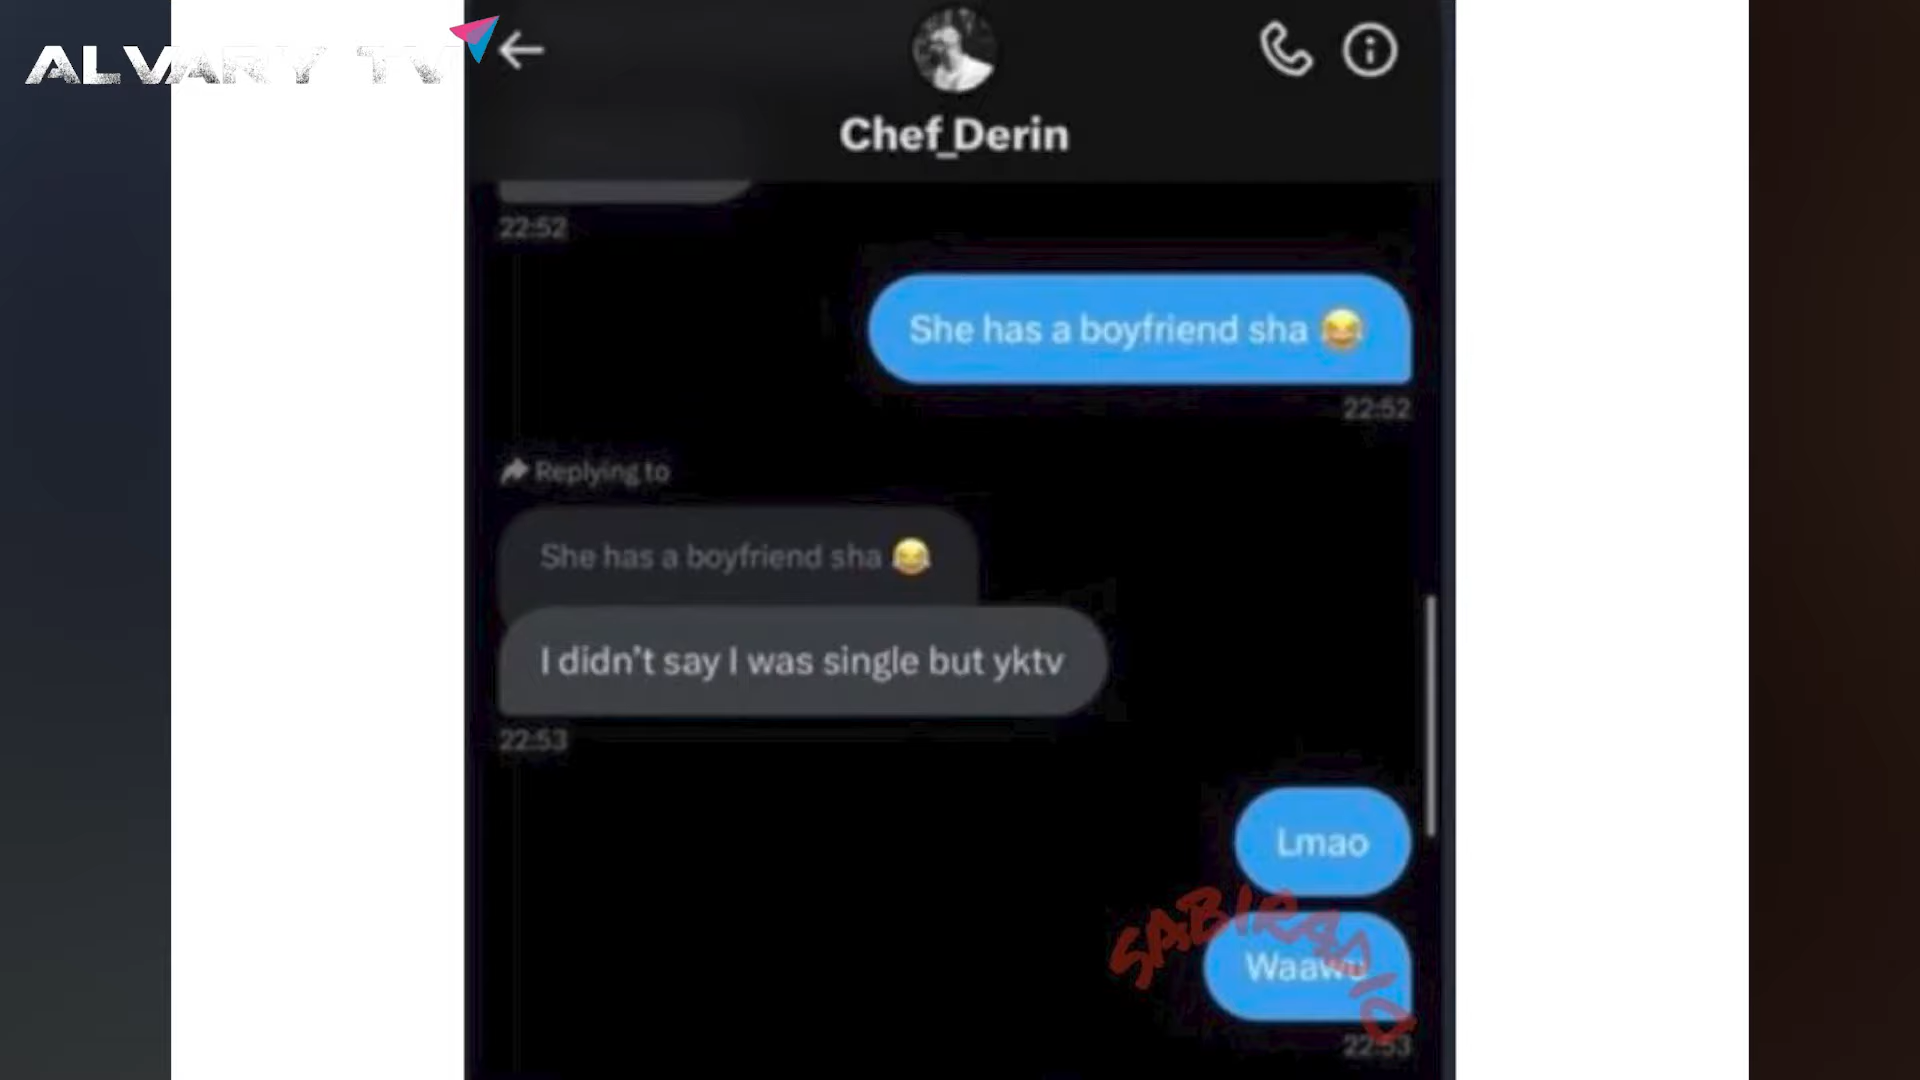 ALVARY TV
Chef_Derin
22:52
She has a boyfriend sha 😂
22:52
Replying to
She has a boyfriend sha 😂
I didn't say I was single but yktv
22:53
Lmao
SABIRADIO
22:53